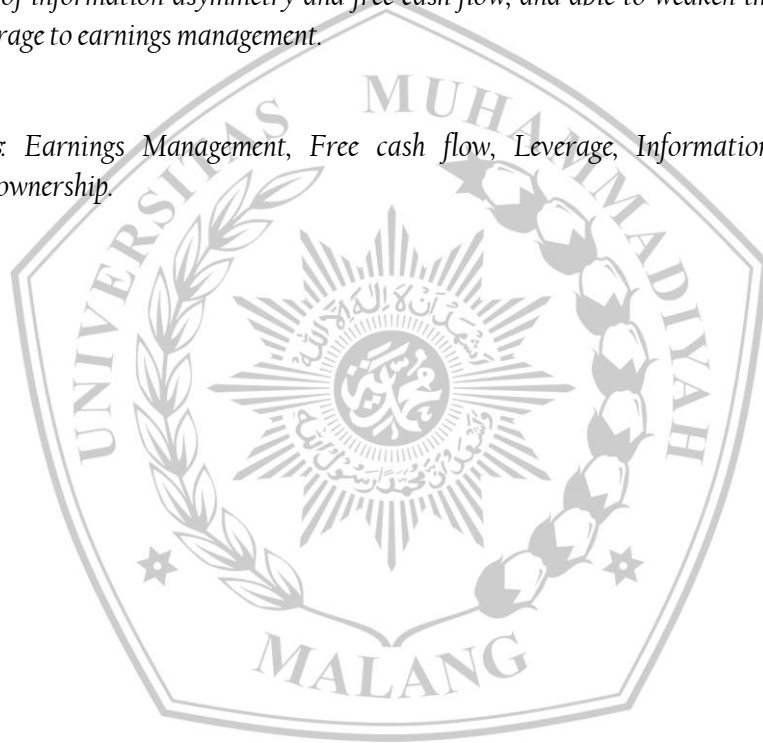 of information asymmetry and free cash flow, and able to weaken th
rage to earnings management.
s: Earnings Management, Free cash flow, Leverage, Information
ownership.
UNIVERSITAS MUHAMMADIYAH
MALANG